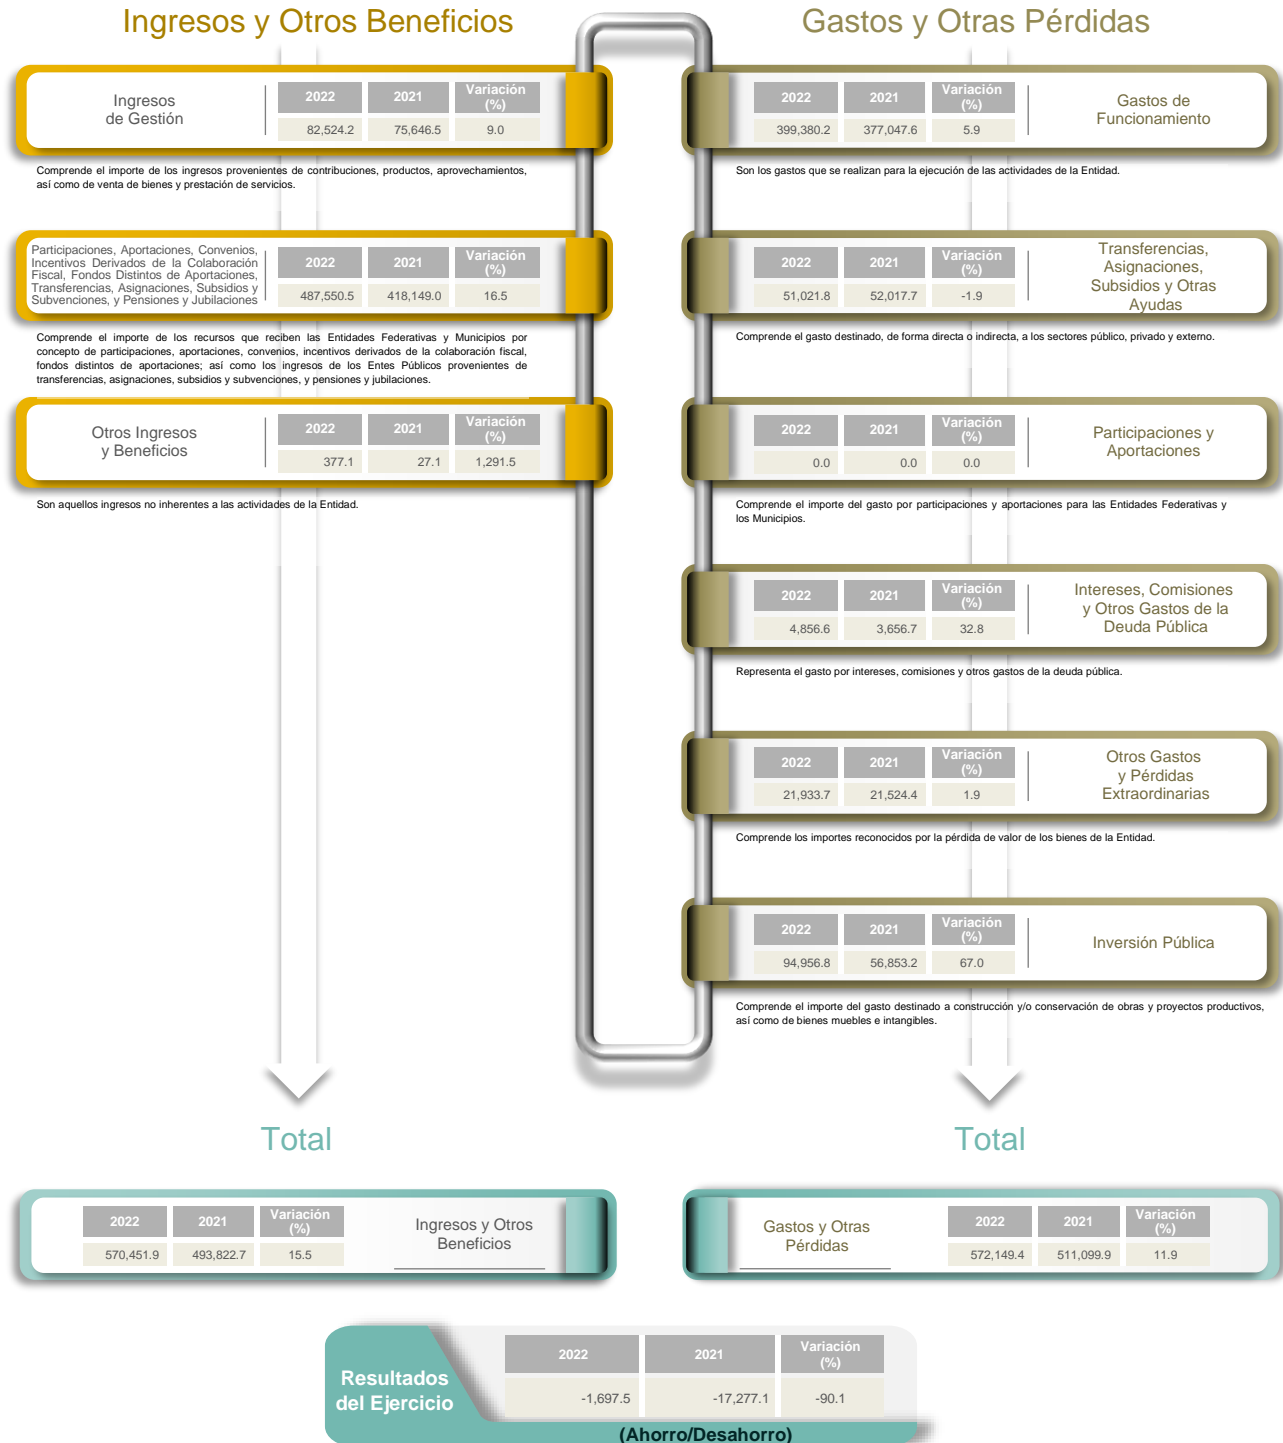 Ingresos y Otros Beneficios
Ingresos
de Gestión
2022 2021 Variación
(%)
82,524.2 75,646.5 9.0
Comprende el importe de los ingresos provenientes de contribuciones, productos, aprovechamientos,
así como de venta de bienes y prestación de servicios.
Participaciones, Aportaciones, Convenios,
Incentivos Derivados de la Colaboración
Fiscal, Fondos Distintos de Aportaciones,
Transferencias, Asignaciones, Subsidios y
Subvenciones, y Pensiones y Jubilaciones
2022 2021 Variación
(%)
487,550.5 418,149.0 16.5
Comprende el importe de los recursos que reciben las Entidades Federativas y Municipios por
concepto de participaciones, aportaciones, convenios, incentivos derivados de la colaboración fiscal,
fondos distintos de aportaciones; así como los ingresos de los Entes Públicos provenientes de
transferencias, asignaciones, subsidios y subvenciones, y pensiones y jubilaciones.
Otros Ingresos
y Beneficios
2022 2021 Variación
(%)
377.1 27.1 1,291.5
Son aquellos ingresos no inherentes a las actividades de la Entidad.
Gastos y Otras Pérdidas
2022 2021 Variación
(%)
399,380.2 377,047.6 5.9
Gastos de
Funcionamiento
Son los gastos que se realizan para la ejecución de las actividades de la Entidad.
2022 2021 Variación
(%)
51,021.8 52,017.7 -1.9
Transferencias,
Asignaciones,
Subsidios y Otras
Ayudas
Comprende el gasto destinado, de forma directa o indirecta, a los sectores público, privado y externo.
2022 2021 Variación
(%)
0.0 0.0 0.0
Participaciones y
Aportaciones
Comprende el importe del gasto por participaciones y aportaciones para las Entidades Federativas y
los Municipios.
2022 2021 Variación
(%)
4,856.6 3,656.7 32.8
Intereses, Comisiones
y Otros Gastos de la
Deuda Pública
Representa el gasto por intereses, comisiones y otros gastos de la deuda pública.
2022 2021 Variación
(%)
21,933.7 21,524.4 1.9
Otros Gastos
y Pérdidas
Extraordinarias
Comprende los importes reconocidos por la pérdida de valor de los bienes de la Entidad.
2022 2021 Variación
(%)
94,956.8 56,853.2 67.0
Inversión Pública
Comprende el importe del gasto destinado a construcción y/o conservación de obras y proyectos productivos,
así como de bienes muebles e intangibles.
Total
2022 2021 Variación
(%)
570,451.9 493,822.7 15.5
Ingresos y Otros
Beneficios
Total
Gastos y Otras
Pérdidas
2022 2021 Variación
(%)
572,149.4 511,099.9 11.9
Resultados
del Ejercicio
2022 2021 Variación
(%)
-1,697.5 -17,277.1 -90.1
(Ahorro/Desahorro)